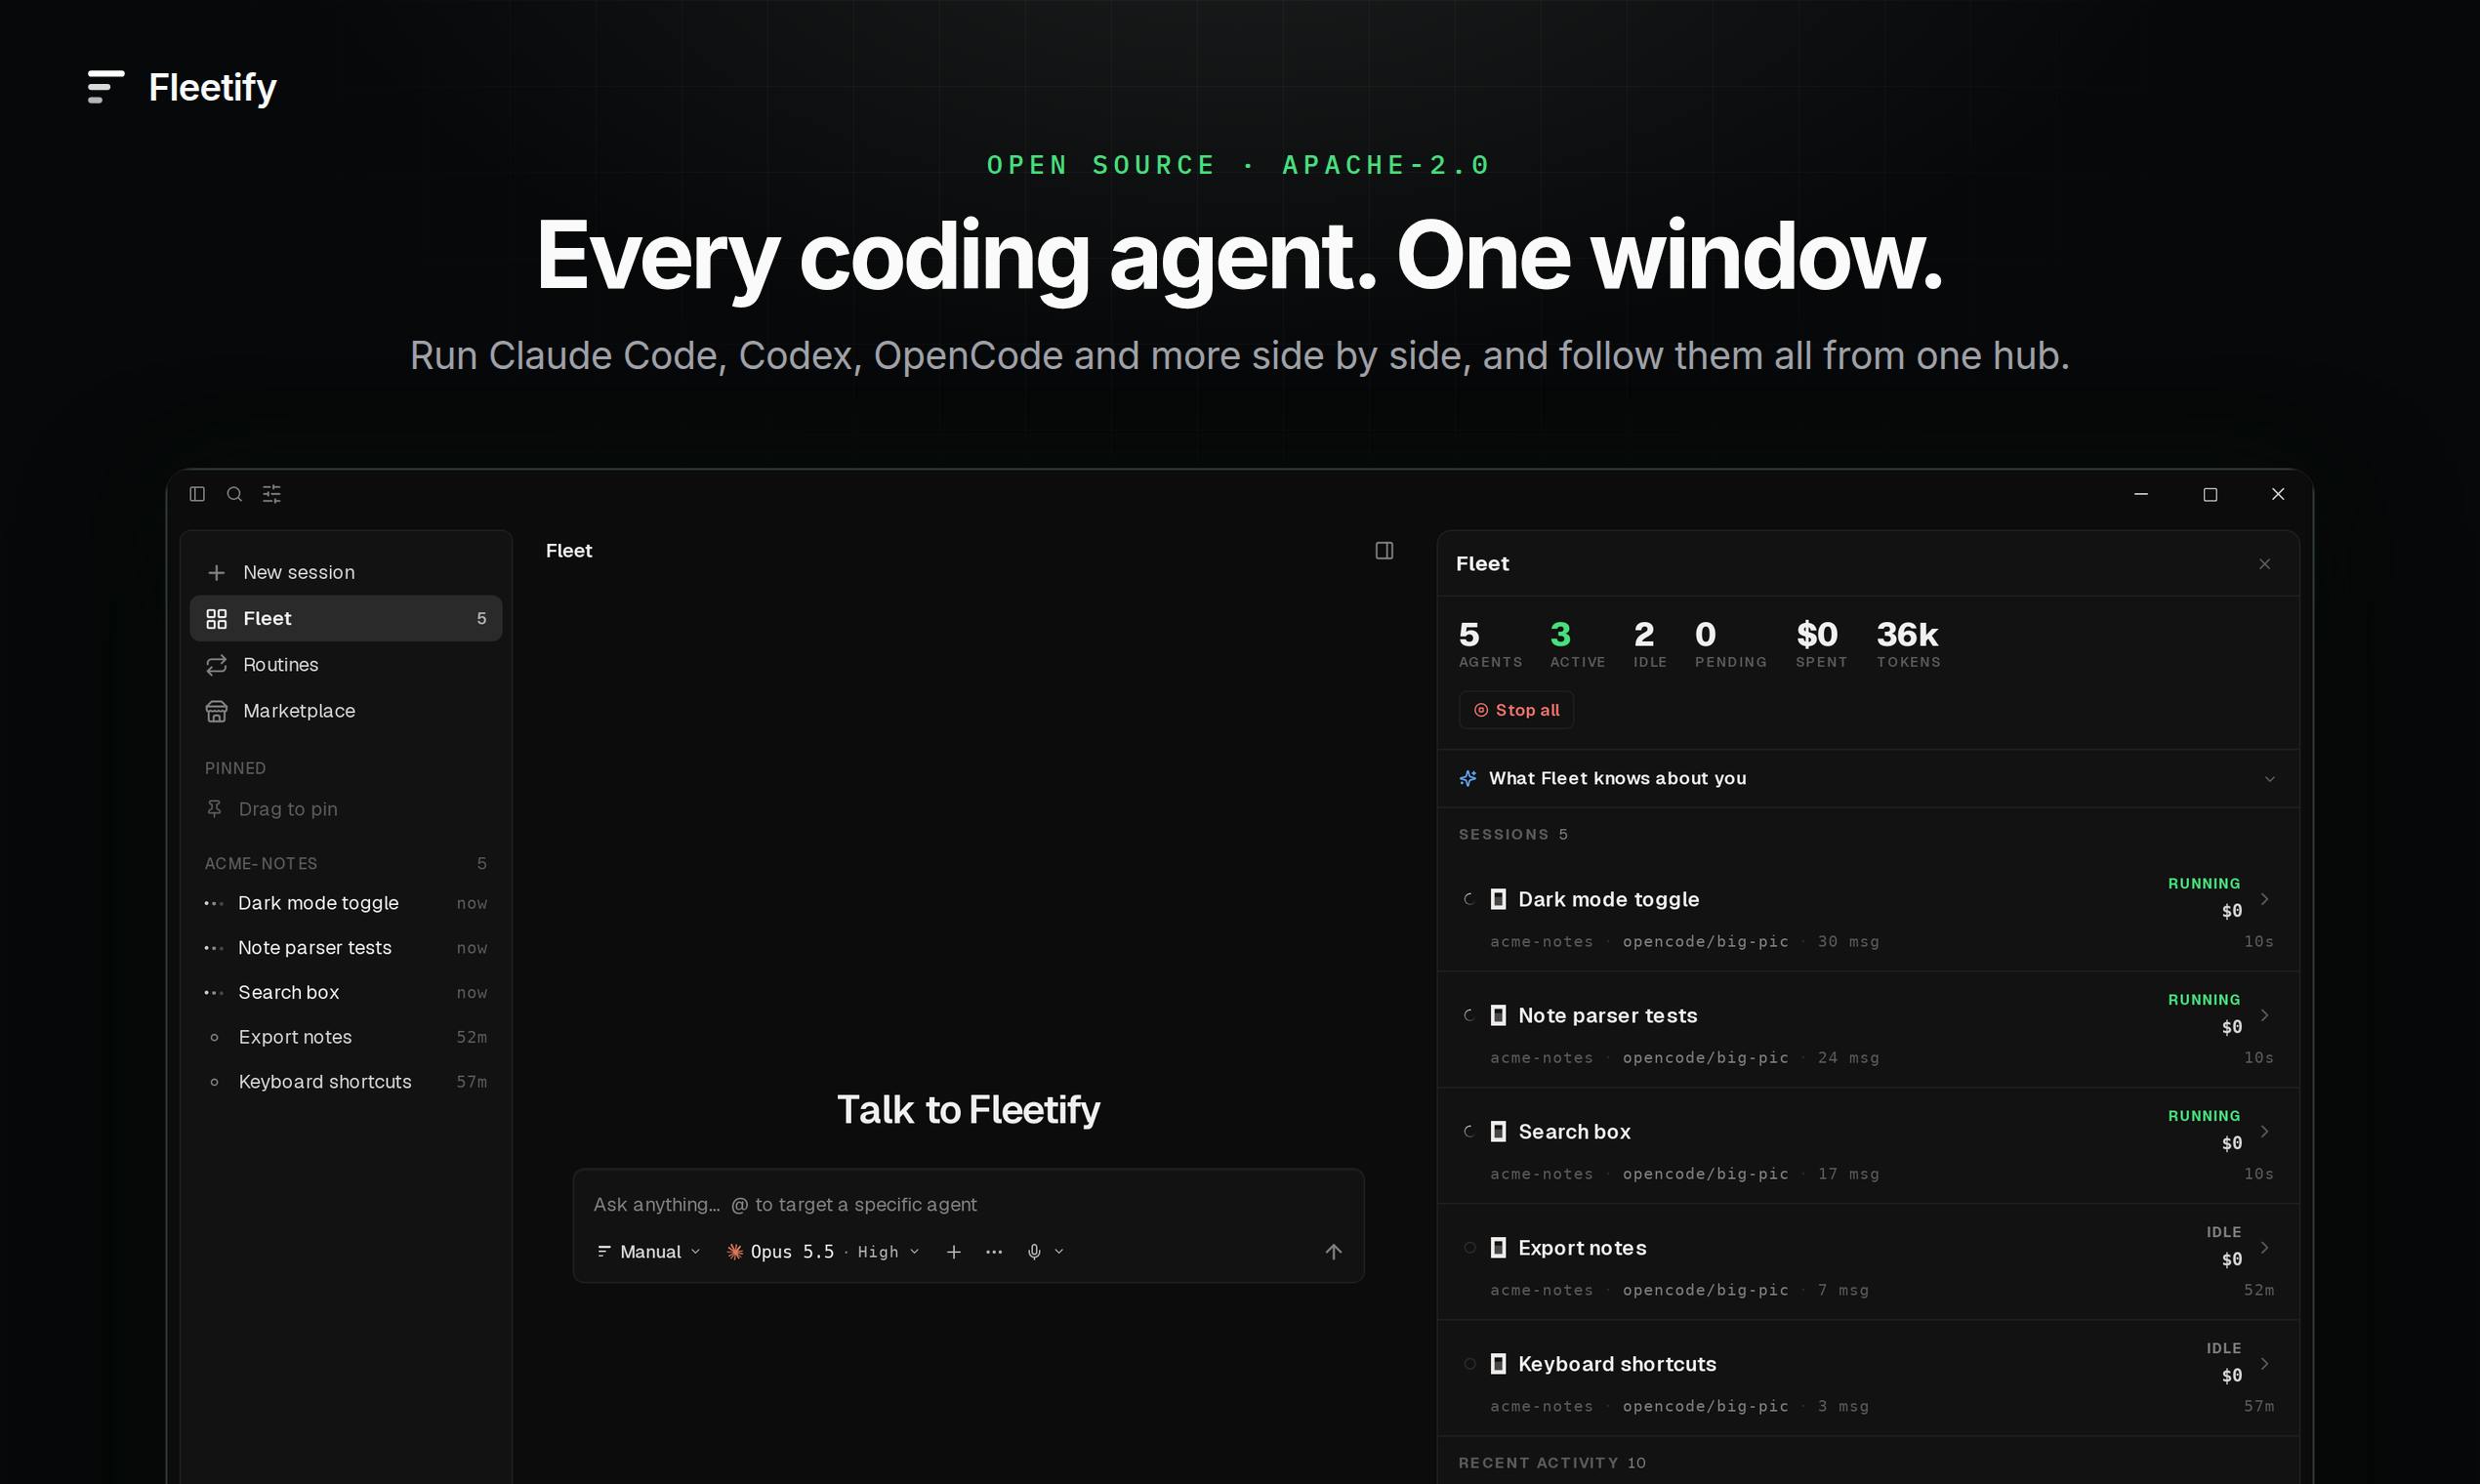 Fleetify
OPEN SOURCE · APACHE-2.0
Every coding agent. One window.
Run Claude Code, Codex, OpenCode and more side by side, and follow them all from one hub.
New session
Fleet 5
Routines
Marketplace
PINNED
Drag to pin
ACME-NOTES 5
Dark mode toggle now
Note parser tests now
Search box now
Export notes 52m
Keyboard shortcuts 57m
Fleet
Talk to Fleetify
Ask anything... @ to target a specific agent
Manual Opus 5.5 · High
Fleet
5 3 2 0 $0 36k
AGENTS ACTIVE IDLE PENDING SPENT TOKENS
Stop all
What Fleet knows about you
SESSIONS 5
RUNNING
Dark mode toggle
$0
acme-notes · opencode/big-pic · 30 msg 10s
RUNNING
Note parser tests
$0
acme-notes · opencode/big-pic · 24 msg 10s
RUNNING
Search box
$0
acme-notes · opencode/big-pic · 17 msg 10s
IDLE
Export notes
$0
acme-notes · opencode/big-pic · 7 msg 52m
IDLE
Keyboard shortcuts
$0
acme-notes · opencode/big-pic · 3 msg 57m
RECENT ACTIVITY 10